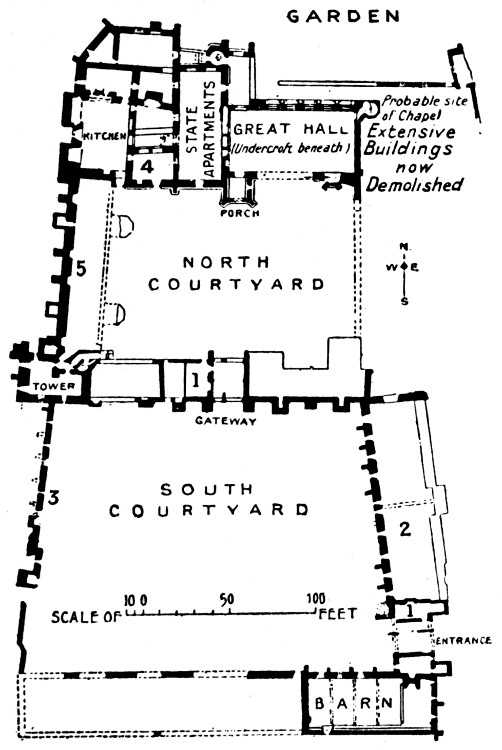 GARDEN
Probable site
of Chapel
Extensive
Buildings
now
Demolished
KITCHEN
STATE
APARTMENTS
GREAT HALL
(Undercroft beneath)
4
PORCH
N.
W E
S
5
NORTH
COURTYARD
TOWER
1
GATEWAY
3
SOUTH
COURTYARD
2
10 0 50 100
SCALE OF FEET
1
ENTRANCE
BARN